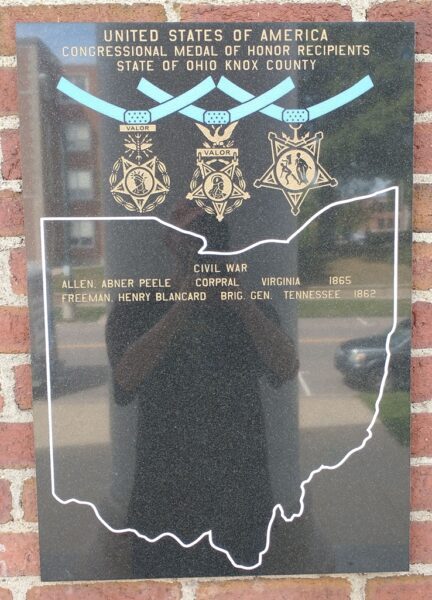 UNITED STATES OF AMERICA
CONGRESSIONAL MEDAL OF HONOR RECIPIENTS
STATE OF OHIO KNOX COUNTY
VALOR
VALOR
CIVIL WAR
ALLEN, ABNER PEELE CORPRAL VIRGINIA 1865
FREEMAN, HENRY BLANCARD BRIG. GEN. TENNESSEE 1862